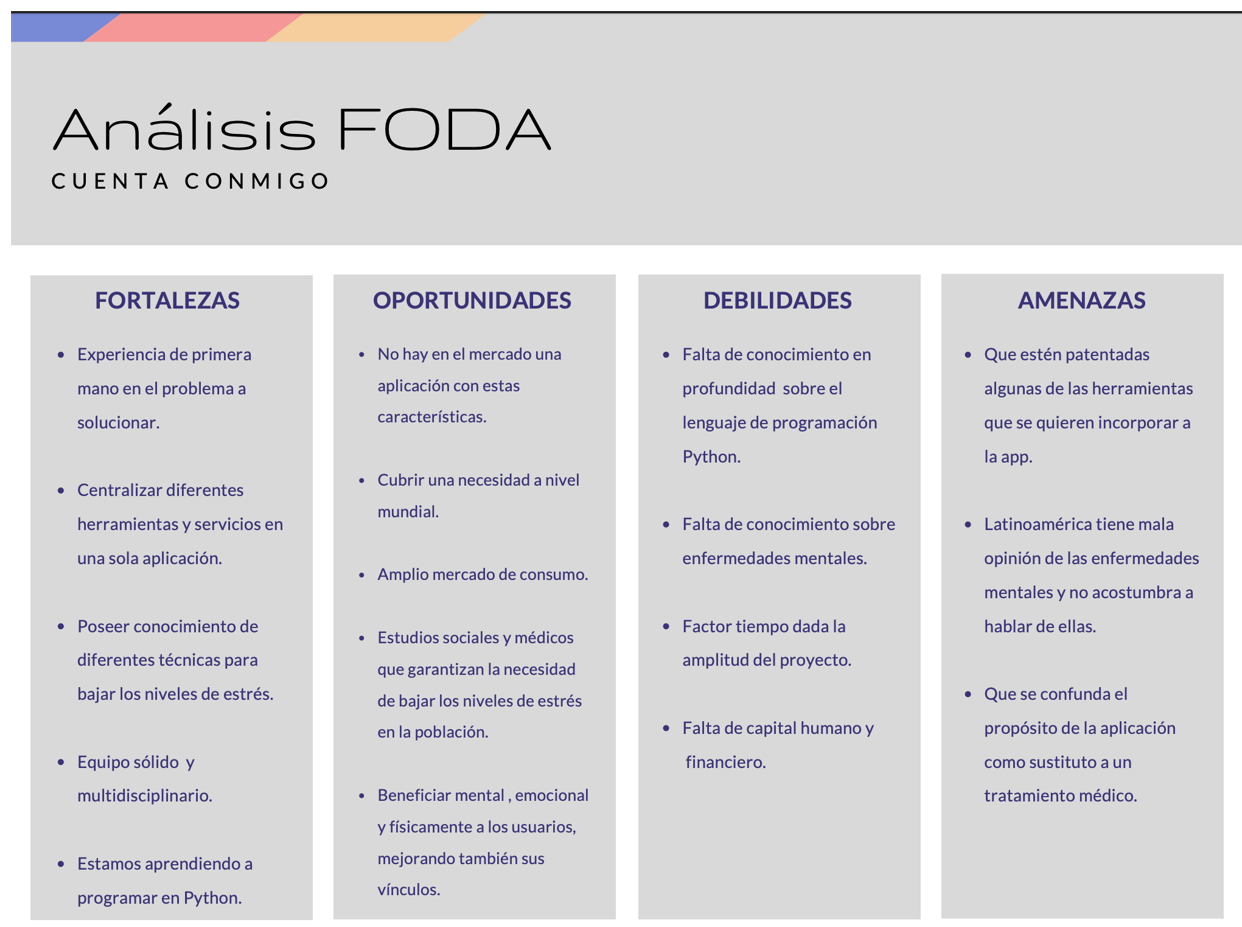 Análisis FODA
CUENTA CONMIGO
FORTALEZAS
• Experiencia de primera
mano en el problema a
solucionar.
• Centralizar diferentes
herramientas y servicios en
una sola aplicación.
• Poseer conocimiento de
diferentes técnicas para
bajar los niveles de estrés.
• Equipo sólido y
multidisciplinario.
• Estamos aprendiendo a
programar en Python.
OPORTUNIDADES
• No hay en el mercado una
aplicación con estas
características.
• Cubrir una necesidad a nivel
mundial.
• Amplio mercado de consumo.
• Estudios sociales y médicos
que garantizan la necesidad
de bajar los niveles de estrés
en la población.
• Beneficiar mental , emocional
y físicamente a los usuarios,
mejorando también sus
vínculos.
DEBILIDADES
• Falta de conocimiento en
profundidad sobre el
lenguaje de programación
Python.
• Falta de conocimiento sobre
enfermedades mentales.
• Factor tiempo dada la
amplitud del proyecto.
• Falta de capital humano y
financiero.
AMENAZAS
• Que estén patentadas
algunas de las herramientas
que se quieren incorporar a
la app.
• Latinoamérica tiene mala
opinión de las enfermedades
mentales y no acostumbra a
hablar de ellas.
• Que se confunda el
propósito de la aplicación
como sustituto a un
tratamiento médico.